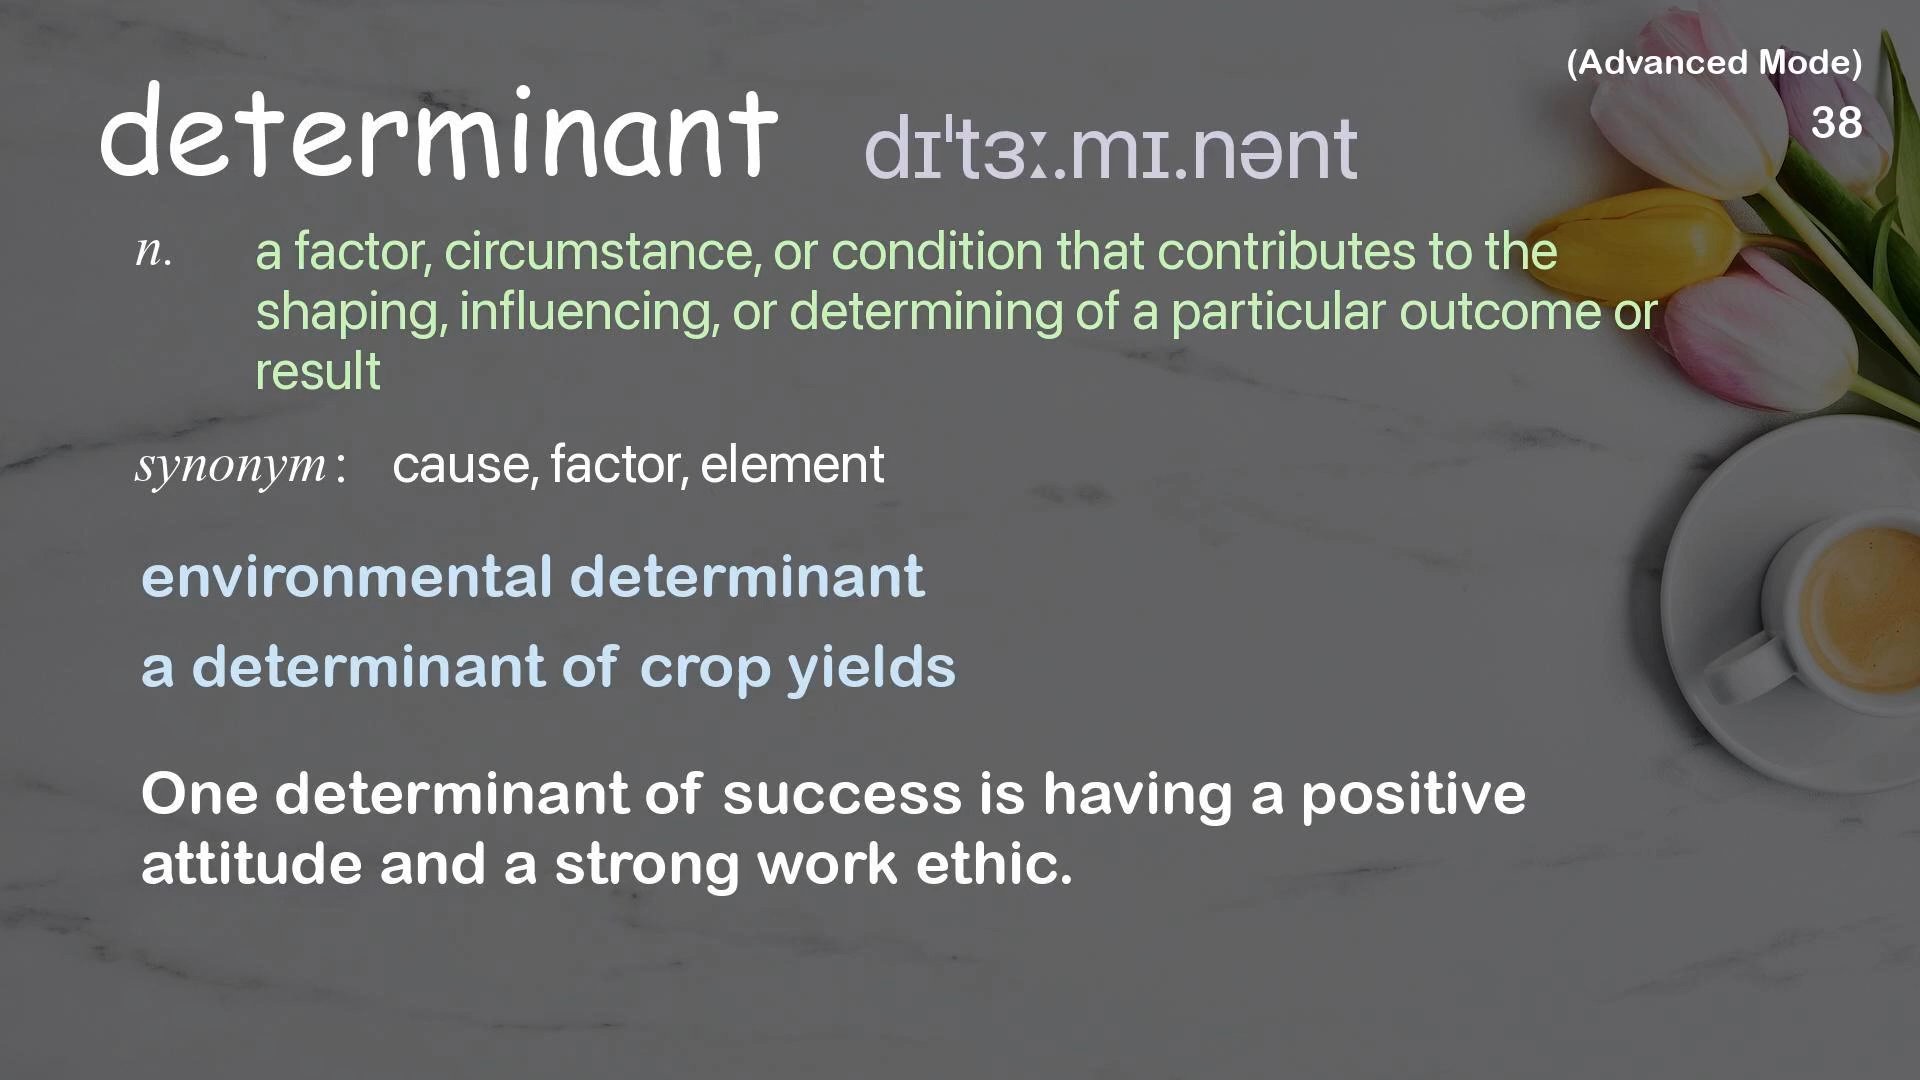 (Advanced Mode)
38
determinant dɪˈtɜː.mɪ.nənt
n. a factor, circumstance, or condition that contributes to the
shaping, influencing, or determining of a particular outcome or
result
synonym: cause, factor, element
environmental determinant
a determinant of crop yields
One determinant of success is having a positive
attitude and a strong work ethic.